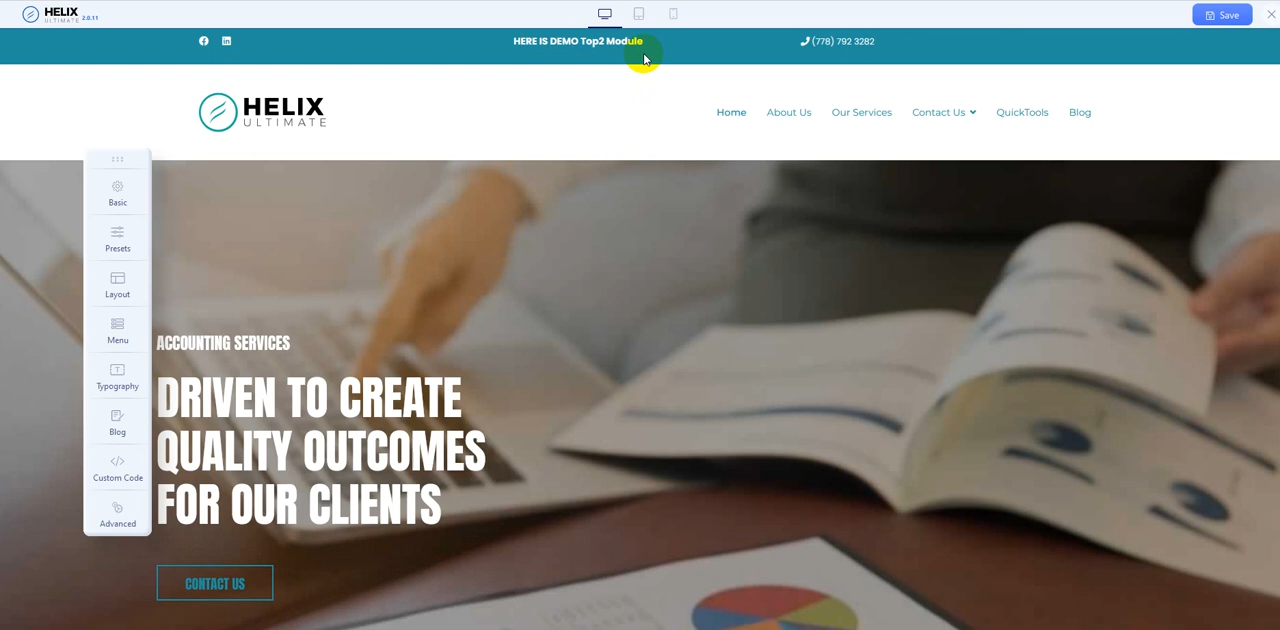 HELIX
ULTIMATE 2.0.11
Save
HERE IS DEMO Top2 Module
(778) 792 3282
HELIX
ULTIMATE
Home About Us Our Services Contact Us QuickTools Blog
Basic
Presets
Layout
Menu
Typography
Blog
Custom Code
Advanced
ACCOUNTING SERVICES
DRIVEN TO CREATE
QUALITY OUTCOMES
FOR OUR CLIENTS
CONTACT US